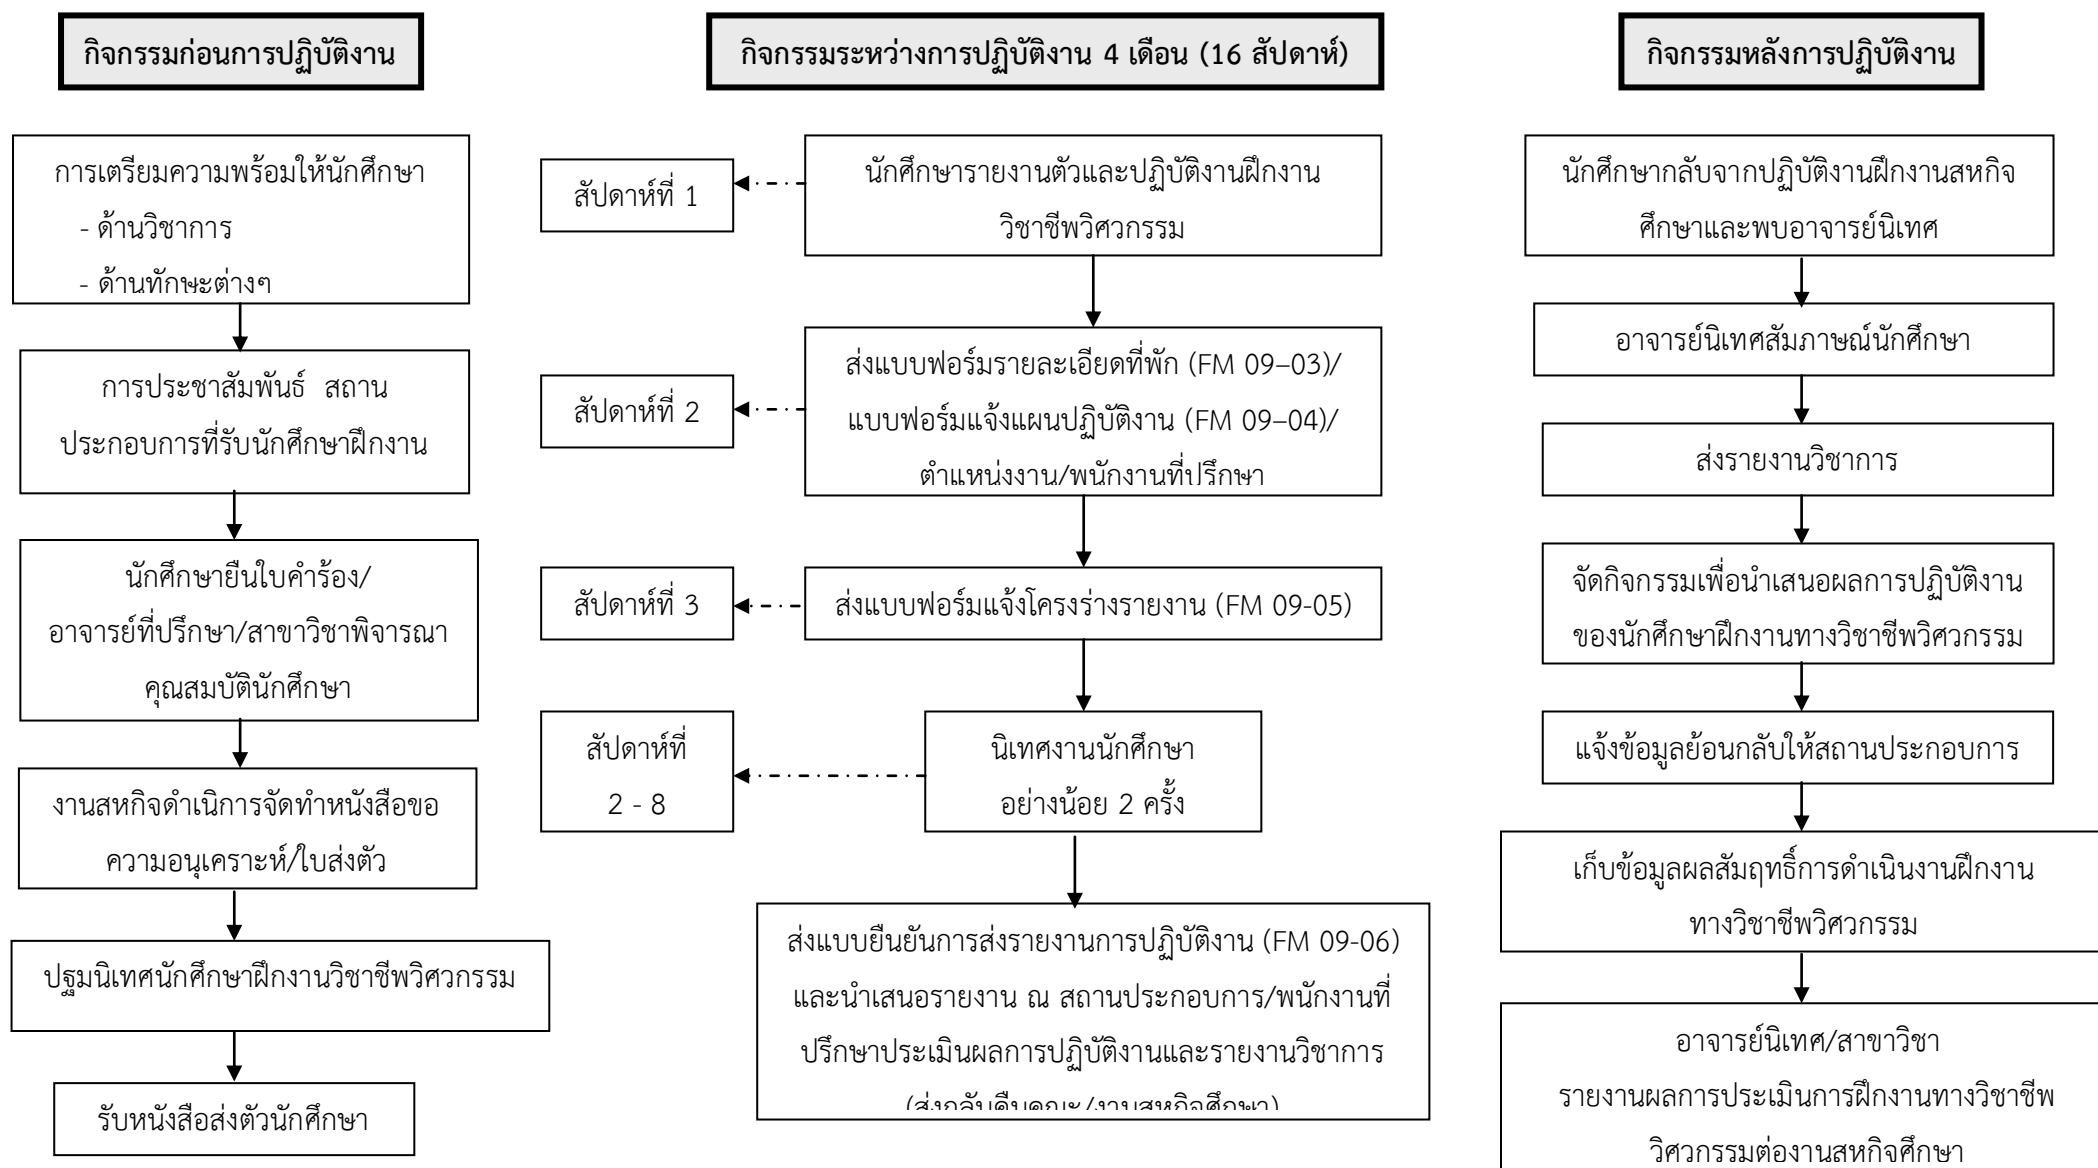 กิจกรรมก่อนการปฏิบัติงาน
การเตรียมความพร้อมให้นักศึกษา
- ด้านวิชาการ
- ด้านทักษะต่างๆ
การประชาสัมพันธ์ สถาน
ประกอบการที่รับนักศึกษาฝึกงาน
นักศึกษายืนใบคำร้อง/
อาจารย์ที่ปรึกษา/สาขาวิชาพิจารณา
คุณสมบัตินักศึกษา
งานสหกิจดำเนิการจัดทำหนังสือขอ
ความอนุเคราะห์/ใบส่งตัว
ปฐมนิเทศนักศึกษาฝึกงานวิชาชีพวิศวกรรม
รับหนังสือส่งตัวนักศึกษา
กิจกรรมระหว่างการปฏิบัติงาน 4 เดือน (16 สัปดาห์)
สัปดาห์ที่ 1
นักศึกษารายงานตัวและปฏิบัติงานฝึกงาน
วิชาชีพวิศวกรรม
สัปดาห์ที่ 2
ส่งแบบฟอร์มรายละเอียดที่พัก (FM 09–03)/
แบบฟอร์มแจ้งแผนปฏิบัติงาน (FM 09–04)/
ตำแหน่งงาน/พนักงานที่ปรึกษา
สัปดาห์ที่ 3
ส่งแบบฟอร์มแจ้งโครงร่างรายงาน (FM 09-05)
สัปดาห์ที่
2 - 8
นิเทศงานนักศึกษา
อย่างน้อย 2 ครั้ง
ส่งแบบยืนยันการส่งรายงานการปฏิบัติงาน (FM 09-06)
และนำเสนอรายงาน ณ สถานประกอบการ/พนักงานที่
ปรึกษาประเมินผลการปฏิบัติงานและรายงานวิชาการ
(ส่งกลับคืนคณะ/งานสหกิจศึกษา)
กิจกรรมหลังการปฏิบัติงาน
นักศึกษากลับจากปฏิบัติงานฝึกงานสหกิจ
ศึกษาและพบอาจารย์นิเทศ
อาจารย์นิเทศสัมภาษณ์นักศึกษา
ส่งรายงานวิชาการ
จัดกิจกรรมเพื่อนำเสนอผลการปฏิบัติงาน
ของนักศึกษาฝึกงานทางวิชาชีพวิศวกรรม
แจ้งข้อมูลย้อนกลับให้สถานประกอบการ
เก็บข้อมูลผลสัมฤทธิ์การดำเนินงานฝึกงาน
ทางวิชาชีพวิศวกรรม
อาจารย์นิเทศ/สาขาวิชา
รายงานผลการประเมินการฝึกงานทางวิชาชีพ
วิศวกรรมต่องานสหกิจศึกษา